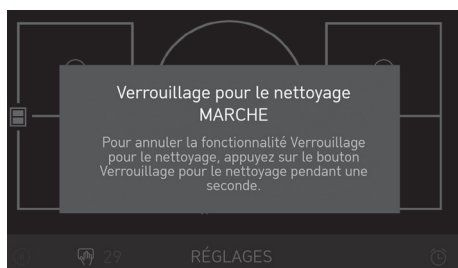 Verrouillage pour le nettoyage
MARCHE
Pour annuler la fonctionnalité Verrouillage
pour le nettoyage, appuyez sur le bouton
Verrouillage pour le nettoyage pendant une
seconde.
29
RÉGLAGES